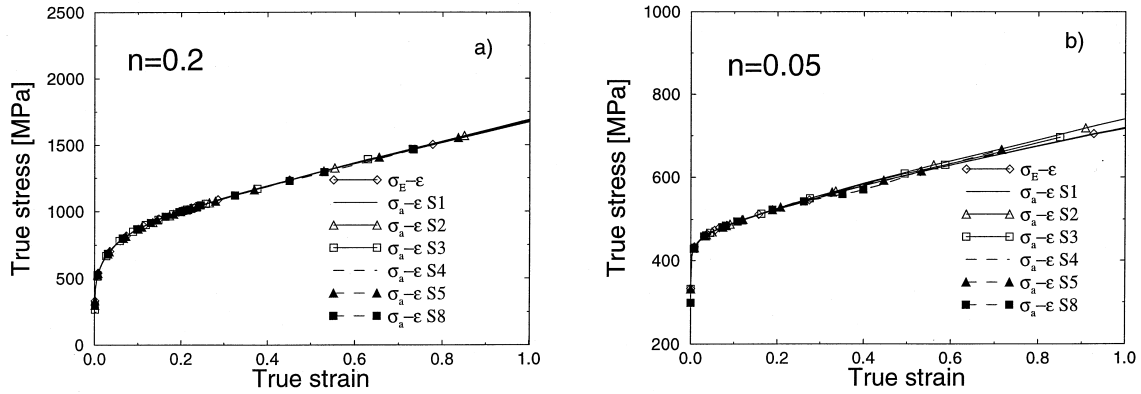 2500
2000
1500
1000
500
0
True stress [MPa]
n=0.2
a)
σE–ε
σa–ε S1
σa–ε S2
σa–ε S3
σa–ε S4
σa–ε S5
σa–ε S8
0.0 0.2 0.4 0.6 0.8 1.0
True strain
1000
800
600
400
200
True stress [MPa]
n=0.05
b)
σE–ε
σa–ε S1
σa–ε S2
σa–ε S3
σa–ε S4
σa–ε S5
σa–ε S8
0.0 0.2 0.4 0.6 0.8 1.0
True strain